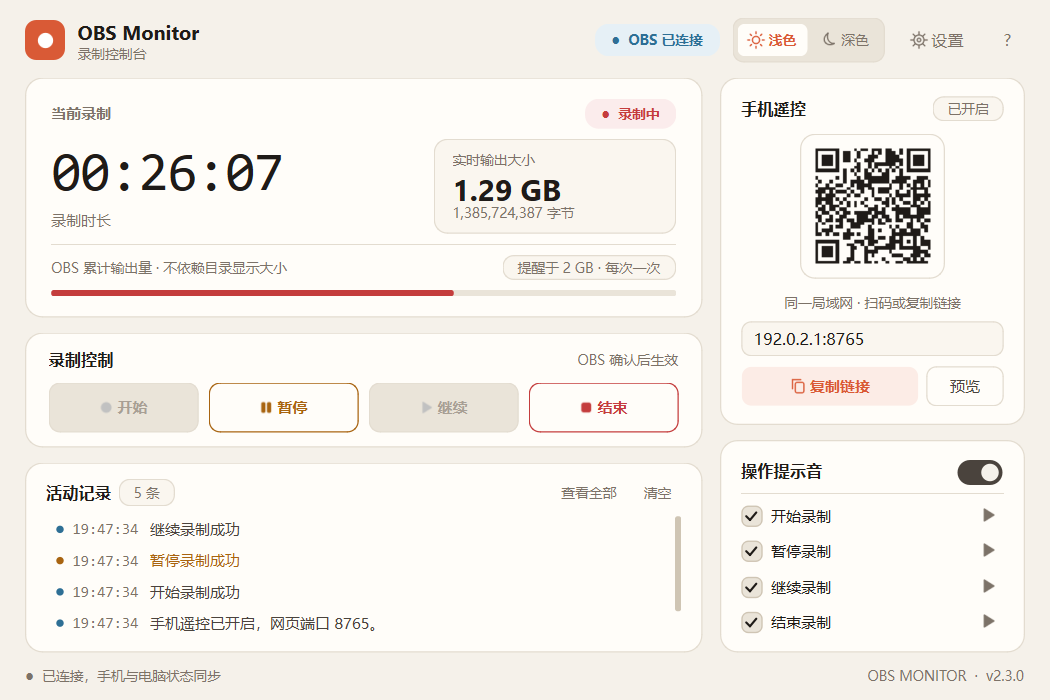 OBS Monitor
录制控制台
OBS 已连接
浅色
深色
设置
?
当前录制
录制中
00:26:07
录制时长
实时输出大小
1.29 GB
1,385,724,387 字节
OBS 累计输出量 · 不依赖目录显示大小
提醒于 2 GB · 每次一次
录制控制
OBS 确认后生效
开始
暂停
继续
结束
活动记录
5 条
查看全部
清空
19:47:34 继续录制成功
19:47:34 暂停录制成功
19:47:34 开始录制成功
19:47:34 手机遥控已开启，网页端口 8765。
手机遥控
已开启
同一局域网 · 扫码或复制链接
192.0.2.1:8765
复制链接
预览
操作提示音
开始录制
暂停录制
继续录制
结束录制
已连接，手机与电脑状态同步
OBS MONITOR · v2.3.0